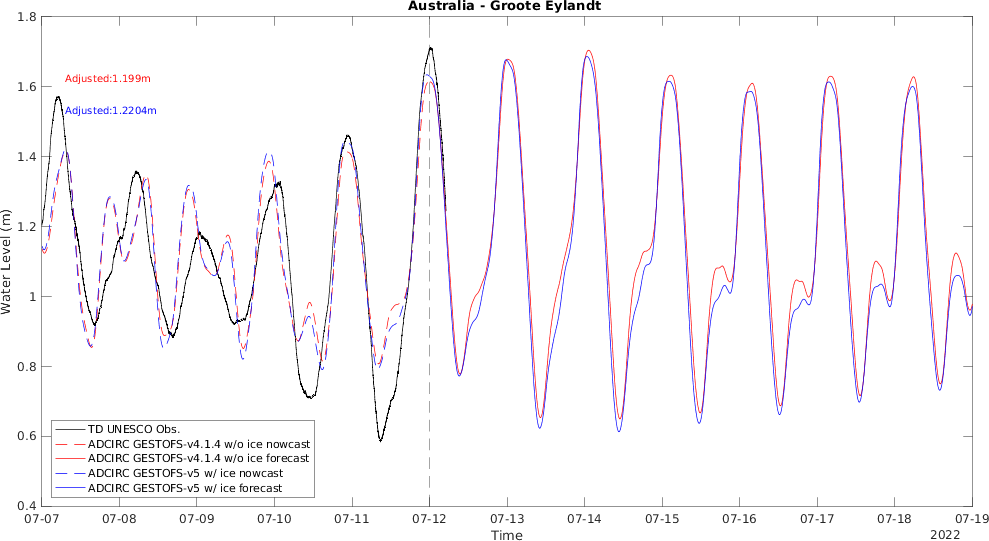 Australia - Groote Eylandt
1.8
1.6
1.4
1.2
1
0.8
0.6
0.4
Water Level (m)
Adjusted:1.199m
Adjusted:1.2204m
TD UNESCO Obs.
ADCIRC GESTOFS-v4.1.4 w/o ice nowcast
ADCIRC GESTOFS-v4.1.4 w/o ice forecast
ADCIRC GESTOFS-v5 w/ ice nowcast
ADCIRC GESTOFS-v5 w/ ice forecast
07-07 07-08 07-09 07-10 07-11 07-12 07-13 07-14 07-15 07-16 07-17 07-18 07-19
Time
2022